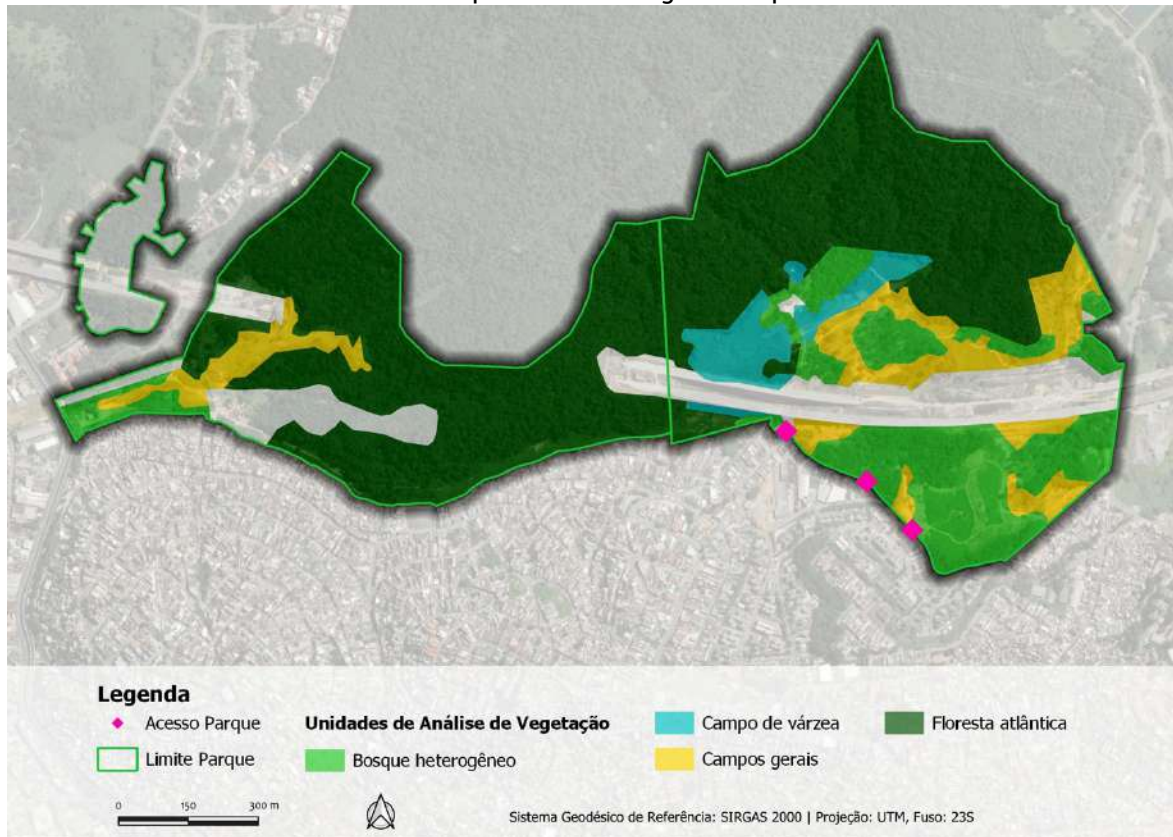 Legenda
Acesso Parque
Limite Parque
Unidades de Análise de Vegetação
Bosque heterogêneo
Campo de várzea
Campos gerais
Floresta atlântica
0 150 300 m
Sistema Geodésico de Referência: SIRGAS 2000 | Projeção: UTM, Fuso: 23S